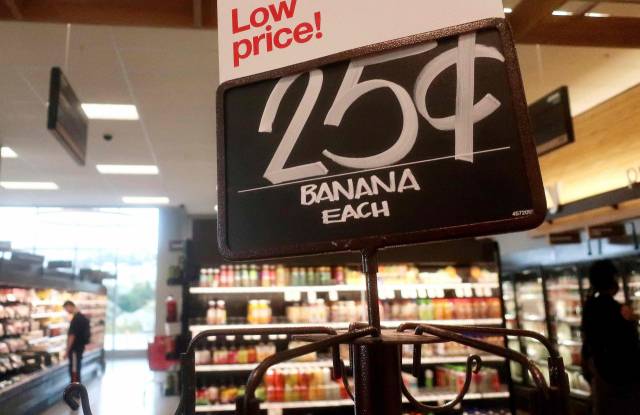 Low
price!
25¢
BANANA
EACH